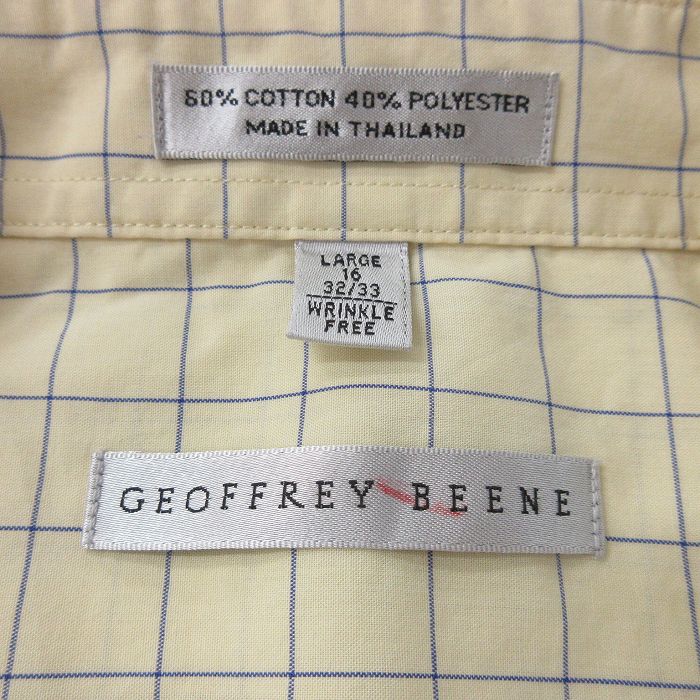 60% COTTON 40% POLYESTER
MADE IN THAILAND
LARGE
16
32/33
WRINKLE
FREE
GEOFFREY BEENE